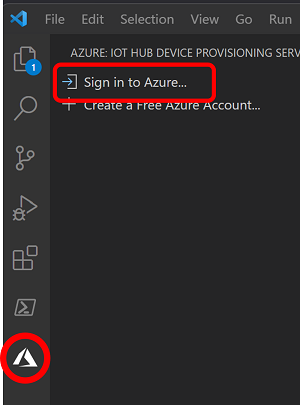 File Edit Selection View Go Run
AZURE: IOT HUB DEVICE PROVISIONING SERV
1
Sign in to Azure...
Create a Free Azure Account...